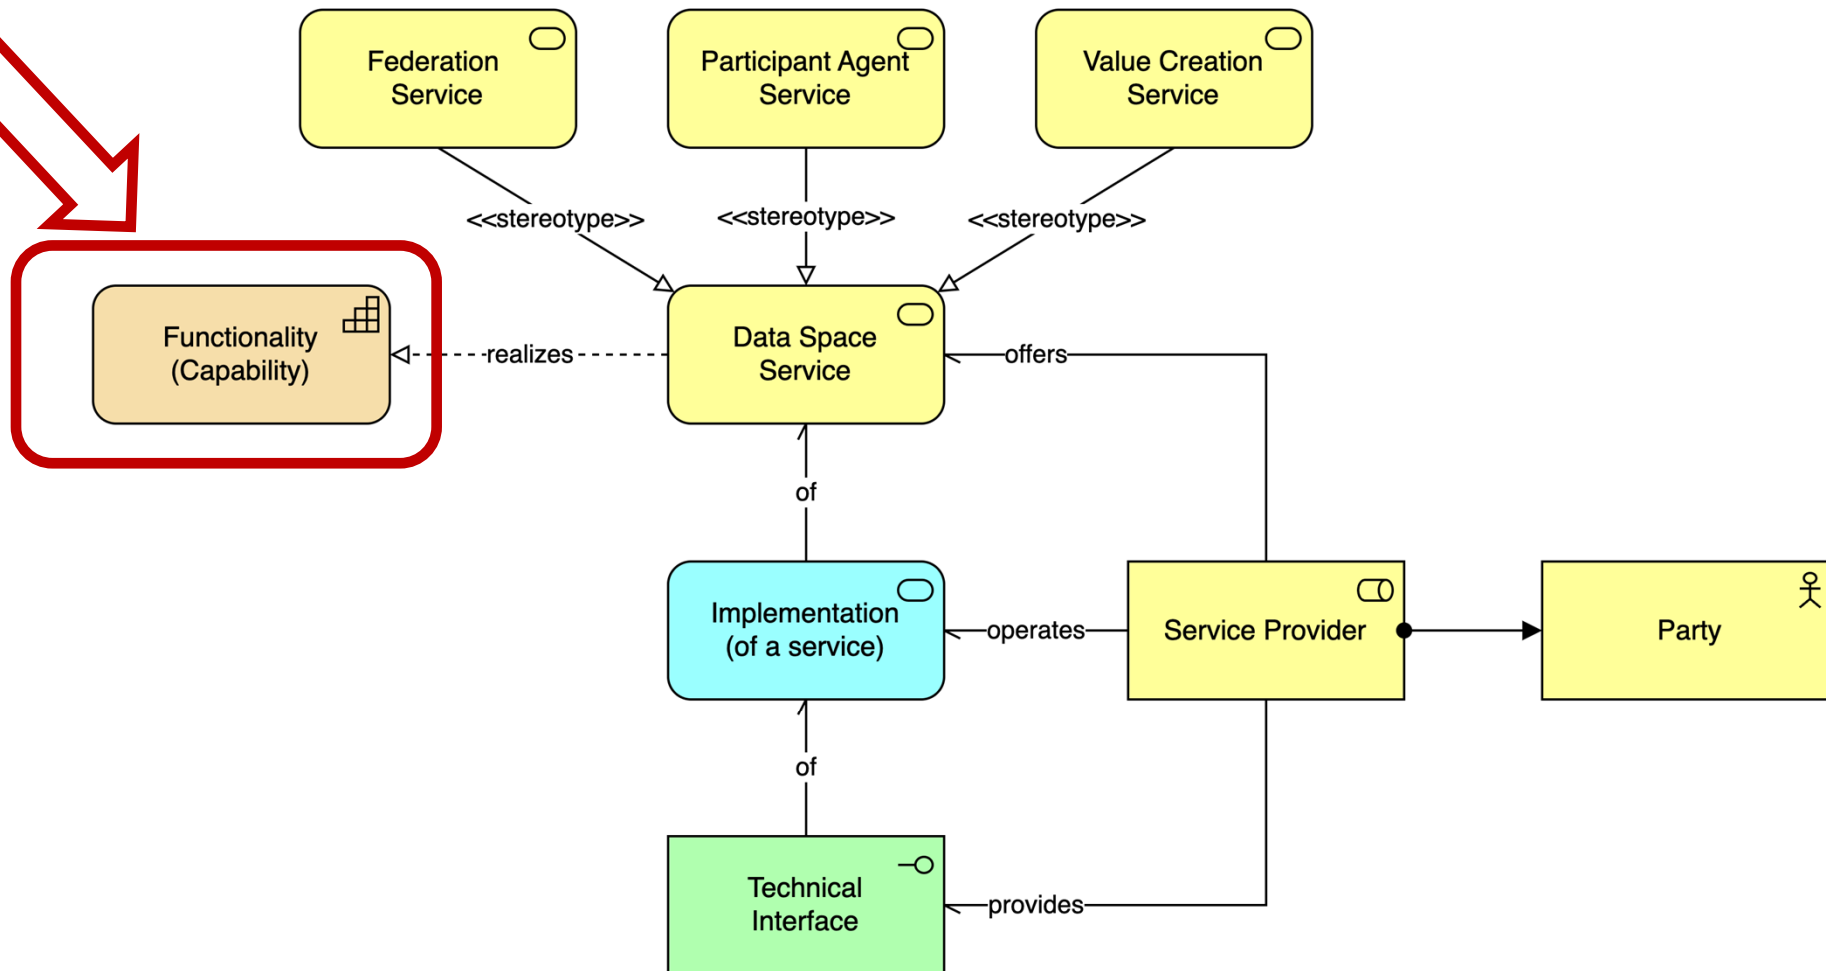 Federation
Service
Participant Agent
Service
Value Creation
Service
<<stereotype>>
<<stereotype>>
<<stereotype>>
Functionality
(Capability)
realizes
Data Space
Service
offers
of
Implementation
(of a service)
operates
Service Provider
Party
of
Technical
Interface
provides